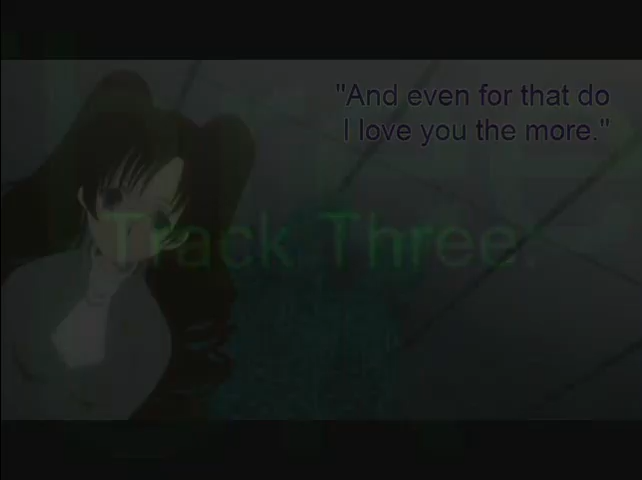 "And even for that do
I love you the more."
Track Three: